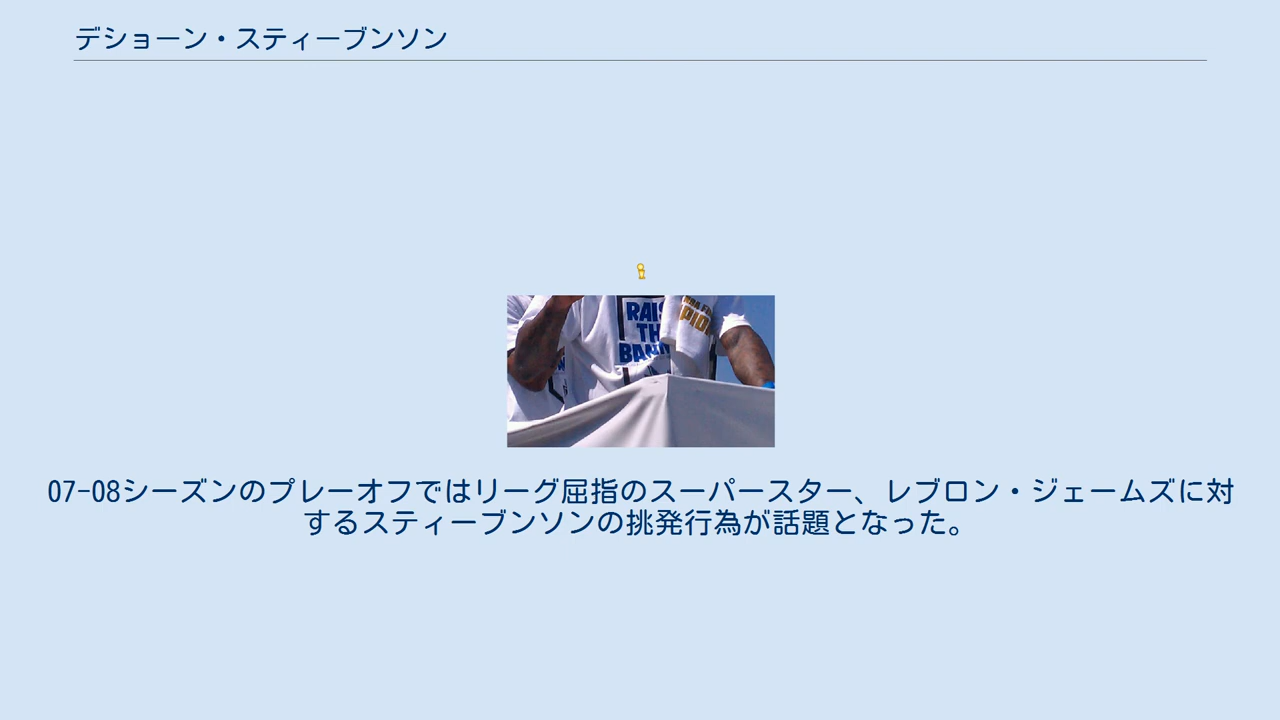 デショーン・スティーブンソン
RAIS
TH
BANN
07-08シーズンのプレーオフではリーグ屈指のスーパースター、レブロン・ジェームズに対
するスティーブンソンの挑発行為が話題となった。